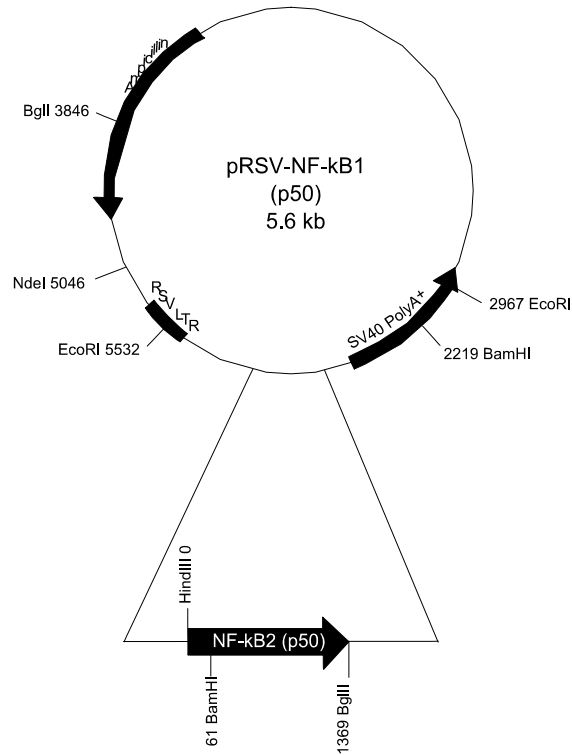 Ampicillin
BglI 3846
pRSV-NF-kB1
(p50)
5.6 kb
NdeI 5046
RSV LTR
EcoRI 5532
SV40 PolyA+
2967 EcoRI
2219 BamHI
HindIII 0
NF-kB2 (p50)
61 BamHI
1369 BglII